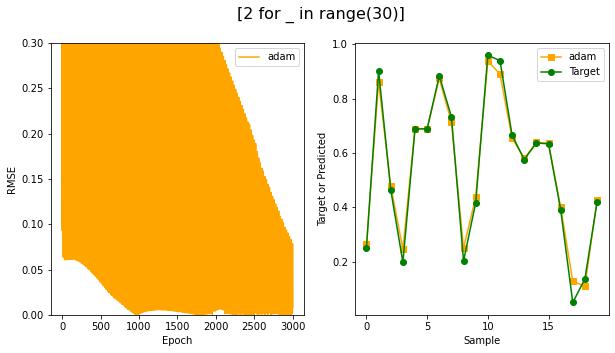 [2 for _ in range(30)]
0.30
0.25
0.20
0.15
0.10
0.05
0.00
RMSE
0 500 1000 1500 2000 2500 3000
Epoch
adam
1.0
0.8
0.6
0.4
0.2
Target or Predicted
0 5 10 15
Sample
adam
Target